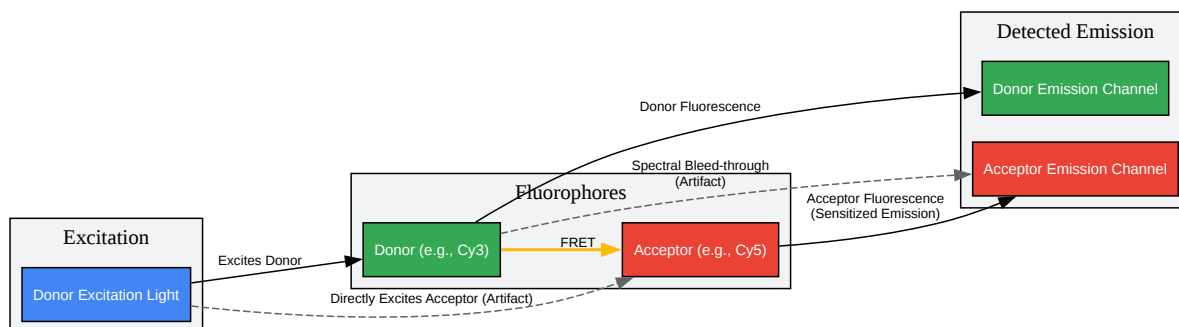 Detected Emission
Donor Emission Channel
Donor Fluorescence
Spectral Bleed-through
(Artifact)
Acceptor Emission Channel
Fluorophores
Acceptor Fluorescence
(Sensitized Emission)
Excitation
Donor (e.g., Cy3)
FRET
Acceptor (e.g., Cy5)
Excites Donor
Donor Excitation Light
Directly Excites Acceptor (Artifact)